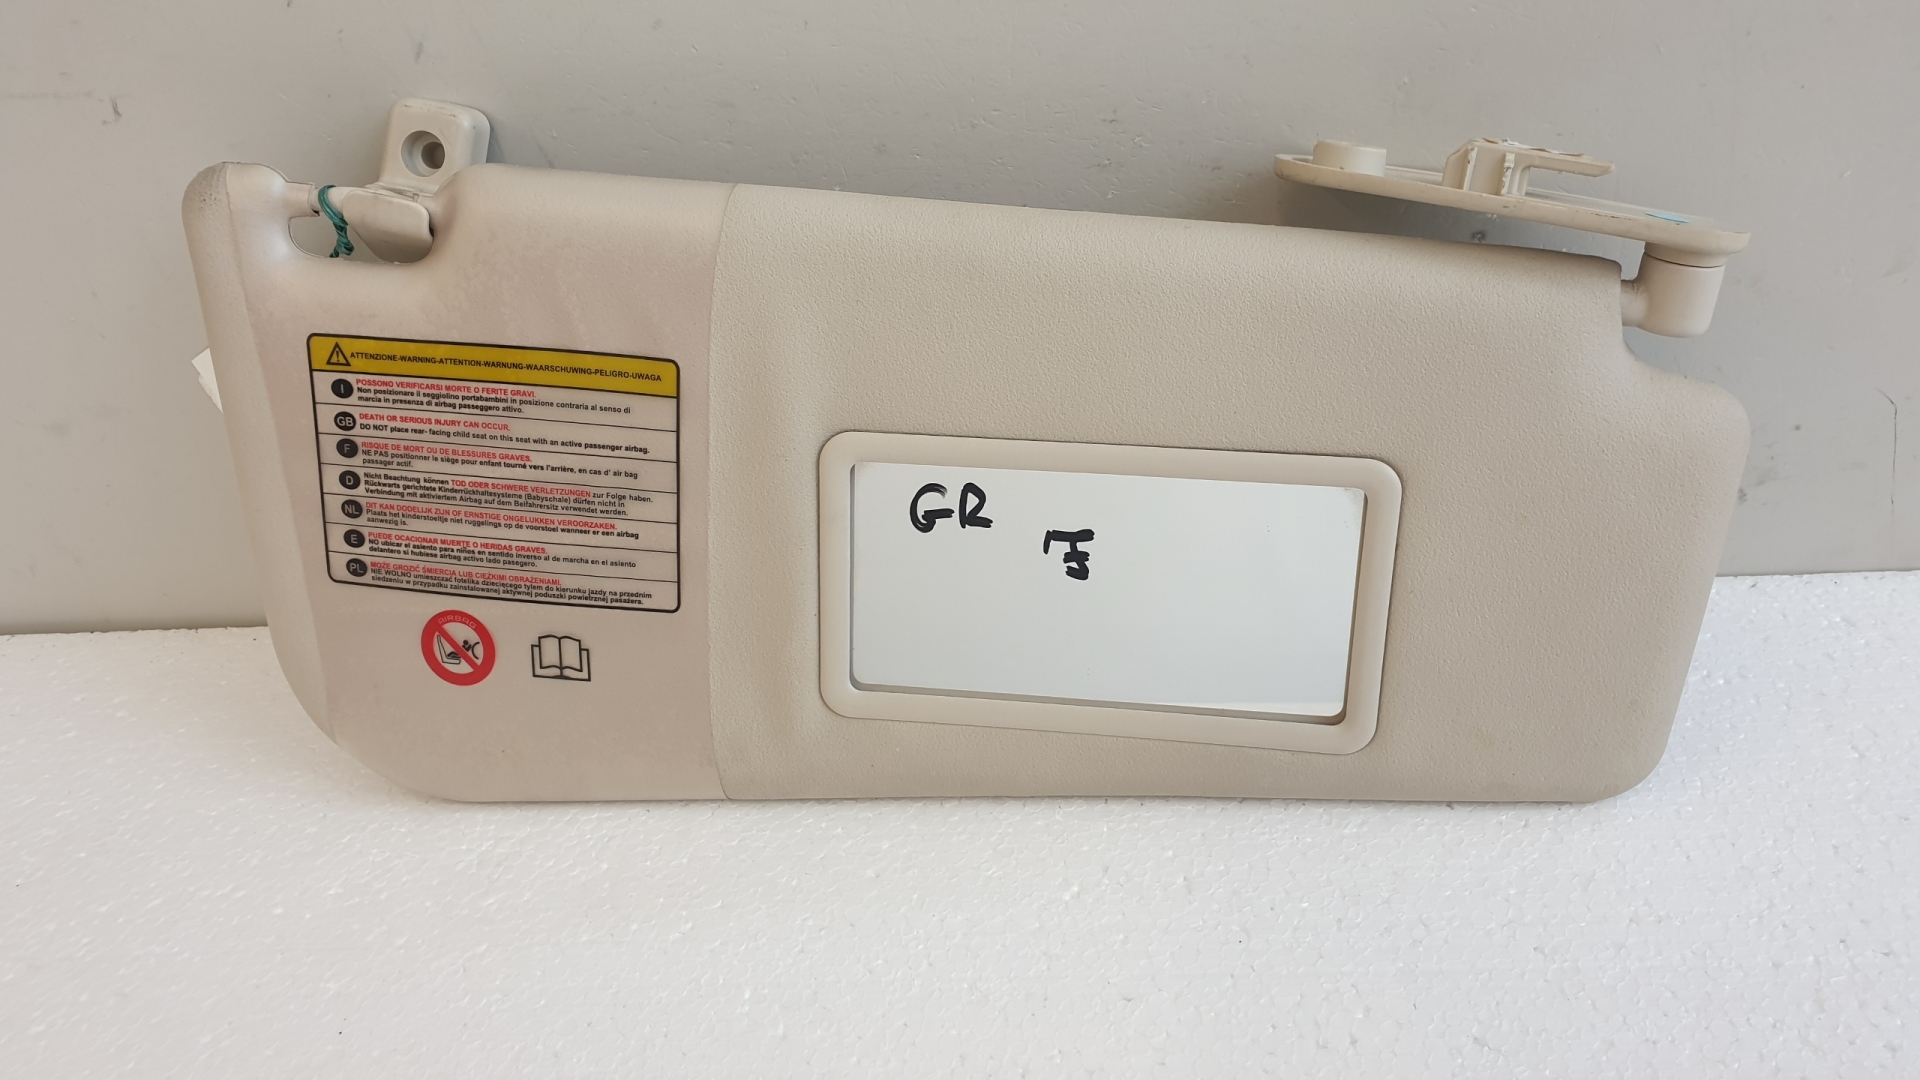 ATTENZIONE-WARNING-ATTENTION-WARNUNG-WAARSCHUWING-PELIGRO-UWAGA
I
POSSONO VERIFICARSI MORTE O FERITE GRAVI.
Non posizionare il seggiolino portabambini in posizione contraria al senso di
marcia in presenza di airbag passeggero attivo.
GB
DEATH OR SERIOUS INJURY CAN OCCUR.
DO NOT place rear- facing child seat on this seat with an active passenger airbag.
F
RISQUE DE MORT OU DE BLESSURES GRAVES.
NE PAS positionner le siège pour enfant tourné vers l'arrière, en cas d' air bag
passager actif.
D
Nicht Beachtung können TOD ODER SCHWERE VERLETZUNGEN zur Folge haben.
Rückwarts gerichtete Kinderrückhaltesysteme (Babyschale) dürfen nicht in
Verbindung mit aktiviertem Airbag auf dem Beifahrersitz verwendet werden.
NL
DIT KAN DODELIJK ZIJN OF ERNSTIGE ONGELUKKEN VEROORZAKEN.
Plaats het kinderstoeltje niet ruggelings op de voorstoel wanneer er een airbag
aanwezig is.
E
PUEDE OCACIONAR MUERTE O HERIDAS GRAVES.
NO ubicar el asiento para niños en sentido inverso al de marcha en el asiento
delantero si hubiese airbag activo lado pasegero.
PL
MOŻE GROZIĆ ŚMIERCIĄ LUB CIĘŻKIMI OBRAŻENIAMI.
NIE WOLNO umieszczać fotelika dziecięcego tyłem do kierunku jazdy na przednim
siedzeniu w przypadku zainstalowanej aktywnej poduszki powietrznej pasażera.
AIRBAG
GR